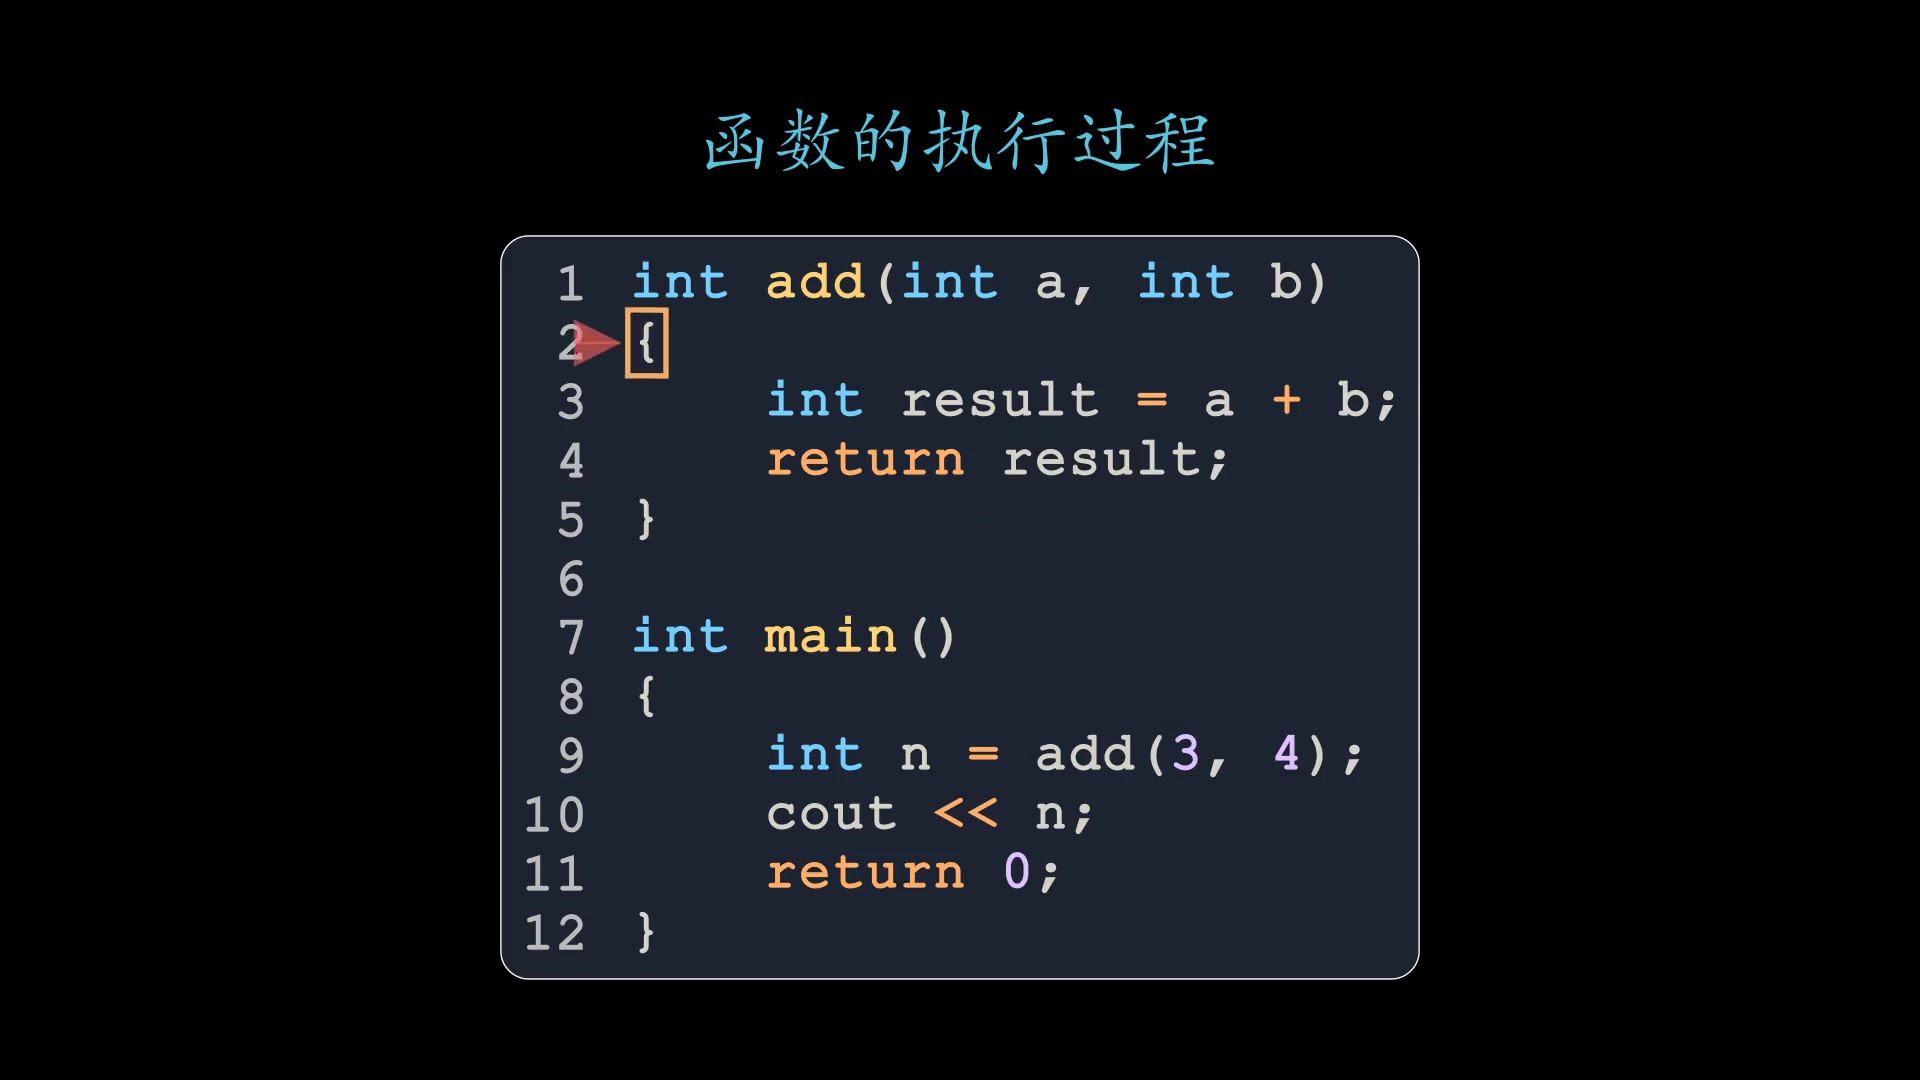 函数的执行过程
1 int add(int a, int b)
2 {
3 int result = a + b;
4 return result;
5 }
6
7 int main()
8 {
9 int n = add(3, 4);
10 cout << n;
11 return 0;
12 }